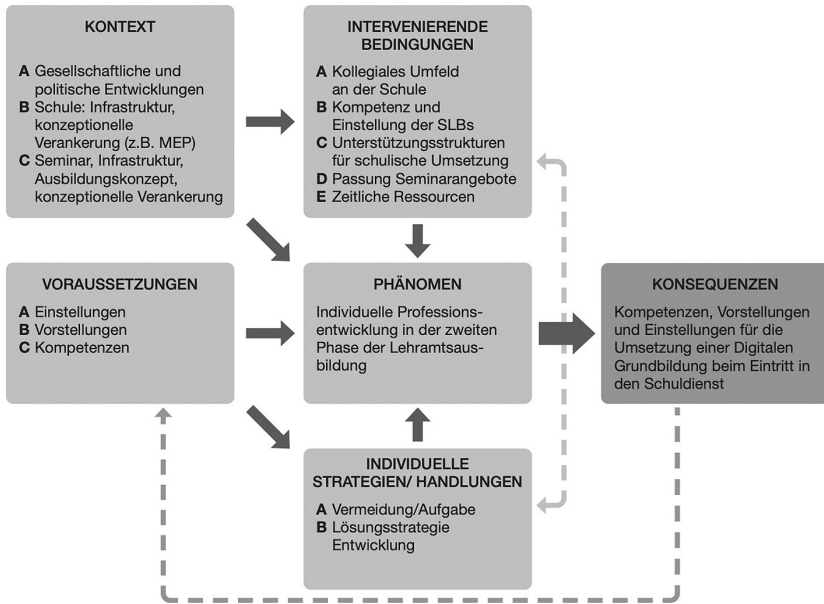 KONTEXT
A Gesellschaftliche und
politische Entwicklungen
B Schule: Infrastruktur,
konzeptionelle
Verankerung (z.B. MEP)
C Seminar, Infrastruktur,
Ausbildungskonzept,
konzeptionelle Verankerung
INTERVENIERENDE
BEDINGUNGEN
A Kollegiales Umfeld
an der Schule
B Kompetenz und
Einstellung der SLBs
C Unterstützungsstrukturen
für schulische Umsetzung
D Passung Seminarangebote
E Zeitliche Ressourcen
VORAUSSETZUNGEN
A Einstellungen
B Vorstellungen
C Kompetenzen
PHÄNOMEN
Individuelle Professions-
entwicklung in der zweiten
Phase der Lehramtsaus-
bildung
KONSEQUENZEN
Kompetenzen, Vorstellungen
und Einstellungen für die
Umsetzung einer Digitalen
Grundbildung beim Eintritt in
den Schuldienst
INDIVIDUELLE
STRATEGIEN/ HANDLUNGEN
A Vermeidung/Aufgabe
B Lösungsstrategie
Entwicklung